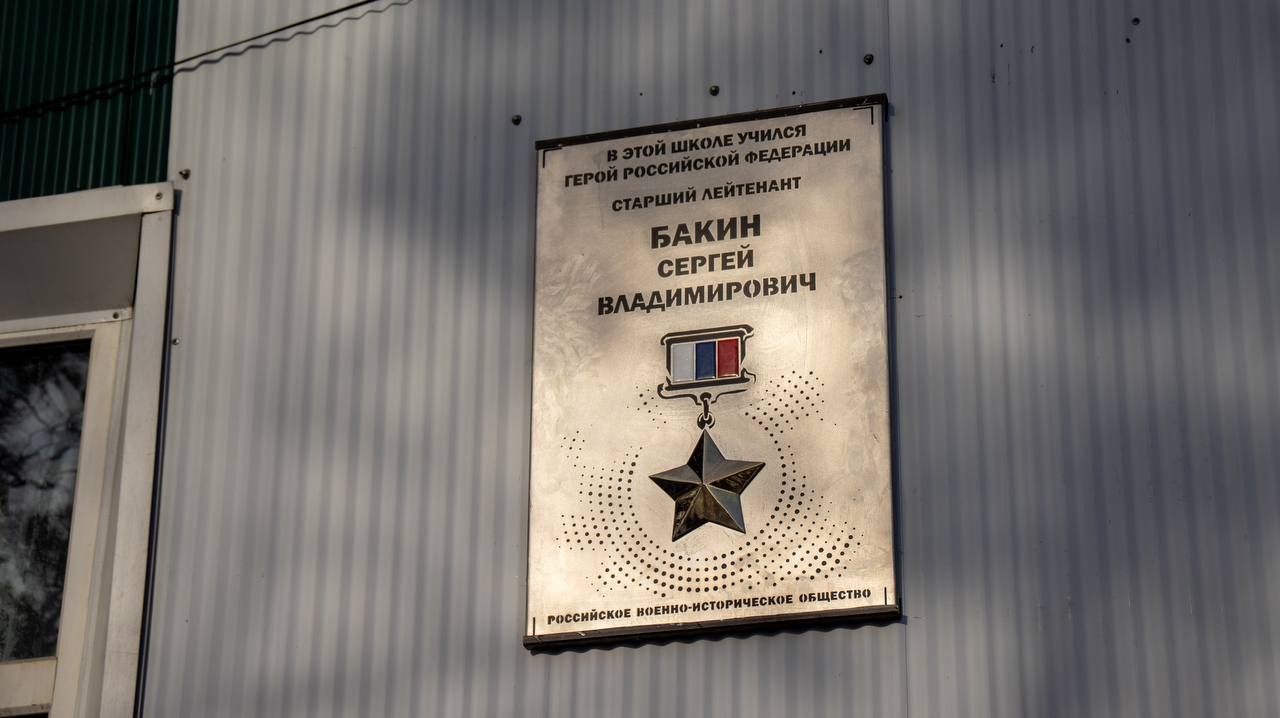 В ЭТОЙ ШКОЛЕ УЧИЛСЯ
ГЕРОЙ РОССИЙСКОЙ ФЕДЕРАЦИИ
СТАРШИЙ ЛЕЙТЕНАНТ
БАКИН
СЕРГЕЙ
ВЛАДИМИРОВИЧ
РОССИЙСКОЕ ВОЕННО-ИСТОРИЧЕСКОЕ ОБЩЕСТВО